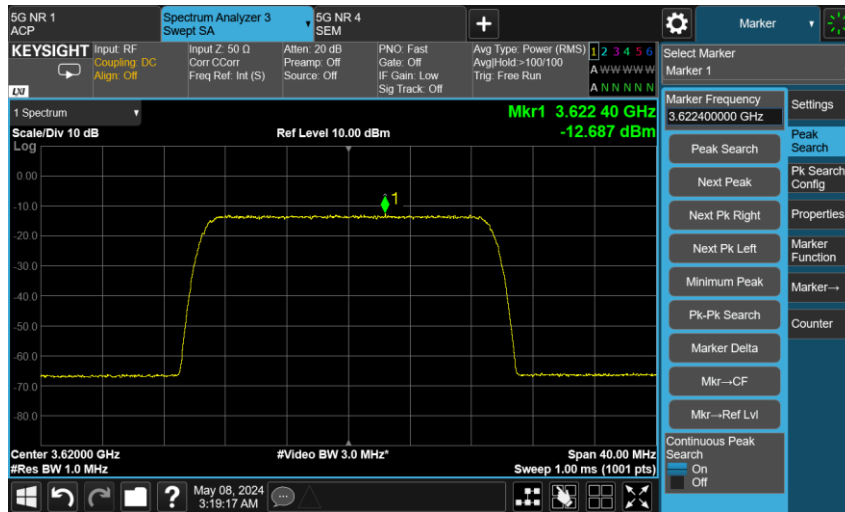 5G NR 1
ACP
Spectrum Analyzer 3
Swept SA
5G NR 4
SEM
Marker
KEYSIGHT
LXI
Input: RF
Coupling: DC
Align: Off
Input Z: 50 Ω
Corr CCorr
Freq Ref: Int (S)
Atten: 20 dB
Preamp: Off
Source: Off
PNO: Fast
Gate: Off
IF Gain: Low
Sig Track: Off
Avg Type: Power (RMS)
Avg|Hold:>100/100
Trig: Free Run
1 2 3 4 5 6
A W W W W W
A N N N N N
Select Marker
Marker 1
1 Spectrum
Mkr1 3.622 40 GHz
Scale/Div 10 dB
Ref Level 10.00 dBm
-12.687 dBm
Log
0.00
-10.0
-20.0
-30.0
-40.0
-50.0
-60.0
-70.0
-80.0
1
Center 3.62000 GHz
#Video BW 3.0 MHz*
Span 40.00 MHz
#Res BW 1.0 MHz
Sweep 1.00 ms (1001 pts)
Marker Frequency
3.622400000 GHz
Peak Search
Next Peak
Next Pk Right
Next Pk Left
Minimum Peak
Pk-Pk Search
Marker Delta
Mkr→CF
Mkr→Ref Lvl
Continuous Peak
Search
On
Off
Settings
Peak
Search
Pk Search
Config
Properties
Marker
Function
Marker→
Counter
?
May 08, 2024
3:19:17 AM